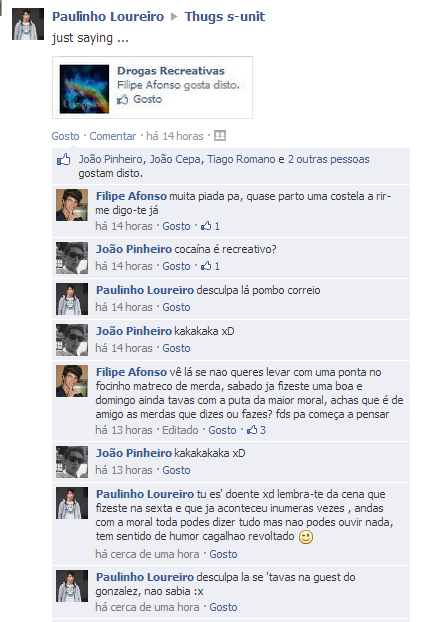 Paulinho Loureiro ▶ Thugs s-unit
just saying ...
Drogas Recreativas
Filipe Afonso gosta disto.
Gosto
Gosto · Comentar · há 14 horas ·
João Pinheiro, João Cepa, Tiago Romano e 2 outras pessoas
gostam disto.
Filipe Afonso muita piada pa, quase parto uma costela a rir-
me digo-te já
há 14 horas · Gosto · 1
João Pinheiro cocaína é recreativo?
há 14 horas · Gosto · 1
Paulinho Loureiro desculpa lá pombo correio
há 14 horas · Gosto
João Pinheiro kakakaka xD
há 14 horas · Gosto
Filipe Afonso vê lá se nao queres levar com uma ponta no
focinho matreco de merda, sabado ja fizeste uma boa e
domingo ainda tavas com a puta da maior moral, achas que é de
amigo as merdas que dizes ou fazes? fds pa começa a pensar
há 13 horas · Editado · Gosto · 3
João Pinheiro kakakakaka xD
há 13 horas · Gosto
Paulinho Loureiro tu es' doente xd lembra-te da cena que
fizeste na sexta e que ja aconteceu inumeras vezes , andas
com a moral toda podes dizer tudo mas nao podes ouvir nada,
tem sentido de humor cagalhao revoltado 😉
há cerca de uma hora · Gosto
Paulinho Loureiro desculpa la se 'tavas na guest do
gonzalez, nao sabia :x
há cerca de uma hora · Gosto